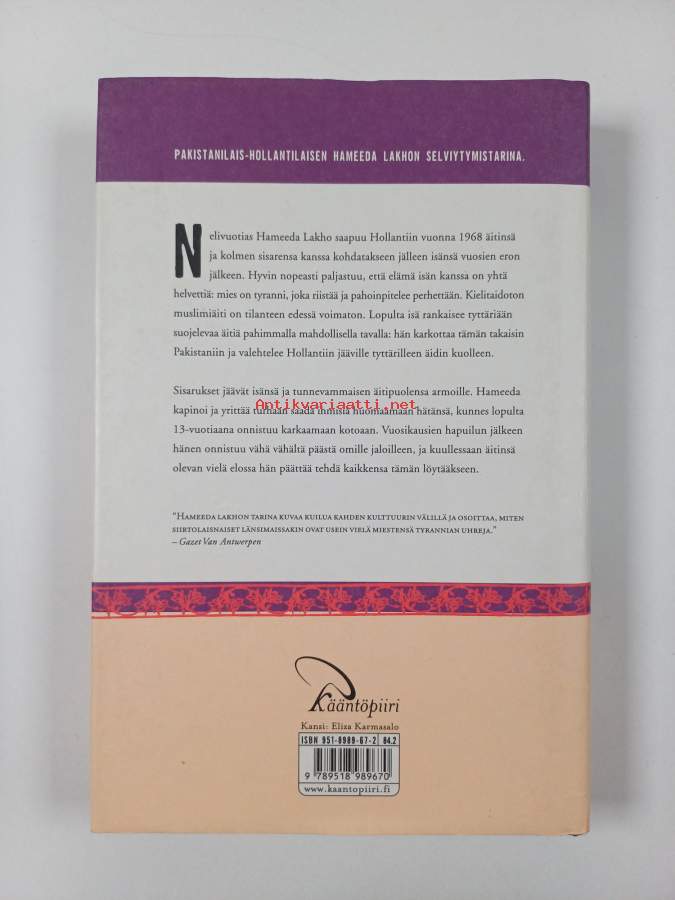 PAKISTANILAIS-HOLLANTILAISEN HAMEEDA LAKHON SELVIYTYMISTARINA.
Nelivuotias Hameeda Lakho saapuu Hollantiin vuonna 1968 äitinsä
ja kolmen sisarensa kanssa kohdatakseen jälleen isänsä vuosien eron
jälkeen. Hyvin nopeasti paljastuu, että elämä isän kanssa on yhtä
helvettiä: mies on tyranni, joka riistää ja pahoinpitelee perhettään. Kielitaidoton
muslimiäiti on tilanteen edessä voimaton. Lopulta isä rankaisee tyttäriään
suojelevaa äitiä pahimmalla mahdollisella tavalla: hän karkottaa tämän takaisin
Pakistaniin ja valehtelee Hollantiin jääville tyttärilleen äidin kuolleen.
Sisarukset jäävät isänsä ja tunnevammaisen äitipuolensa armoille. Hameeda
Antikvariaatti.net
kapinoi ja yrittää turhaan saada ihmisiä huomaamaan hätänsä, kunnes lopulta
13-vuotiaana onnistuu karkaamaan kotoaan. Vuosikausien hapuilun jälkeen
hänen onnistuu vähä vähältä päästä omille jaloilleen, ja kuullessaan äitinsä
olevan vielä elossa hän päättää tehdä kaikkensa tämän löytääkseen.
"HAMEEDA LAKHON TARINA KUVAA KUILUA KAHDEN KULTTUURIN VÄLILLÄ JA OSOITTAA, MITEN
SIIRTOLAISNAISET LÄNSIMAISSAKIN OVAT USEIN VIELÄ MIESTENSÄ TYRANNIAN UHREJA."
– Gazet Van Antwerpen
Kääntöpiiri
Kansi: Eliza Karmasalo
ISBN 951-8989-67-2 84.2
9 789518 989670
www.kaantopiiri.fi